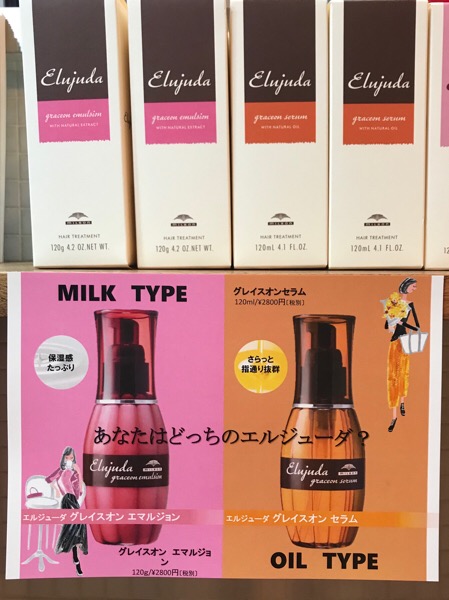 Elujuda
graceon emulsion
WITH NATURAL EXTRACT
MILBON
HAIR TREATMENT
120g 4.2 OZ.NET WT.
Elujuda
graceon emulsion
WITH NATURAL EXTRACT
MILBON
HAIR TREATMENT
120g 4.2 OZ.NET WT.
Elujuda
graceon serum
WITH NATURAL OIL
MILBON
HAIR TREATMENT
120mL 4.1 FL.OZ.
Elujuda
graceon serum
WITH NATURAL OIL
MILBON
HAIR TREATMENT
120mL 4.1 FL.OZ.
MILK TYPE
保湿感
たっぷり
グレイスオンセラム
120ml/¥2800円(税別)
さらっと
指通り抜群
あなたはどっちのエルジューダ？
Elujuda
MILBON
graceon emulsion
Elujuda
MILBON
graceon serum
エルジューダ グレイスオン エマルジョン
エルジューダ グレイスオン セラム
グレイスオン エマルジョ
ン
120g/¥2800円(税別)
OIL TYPE